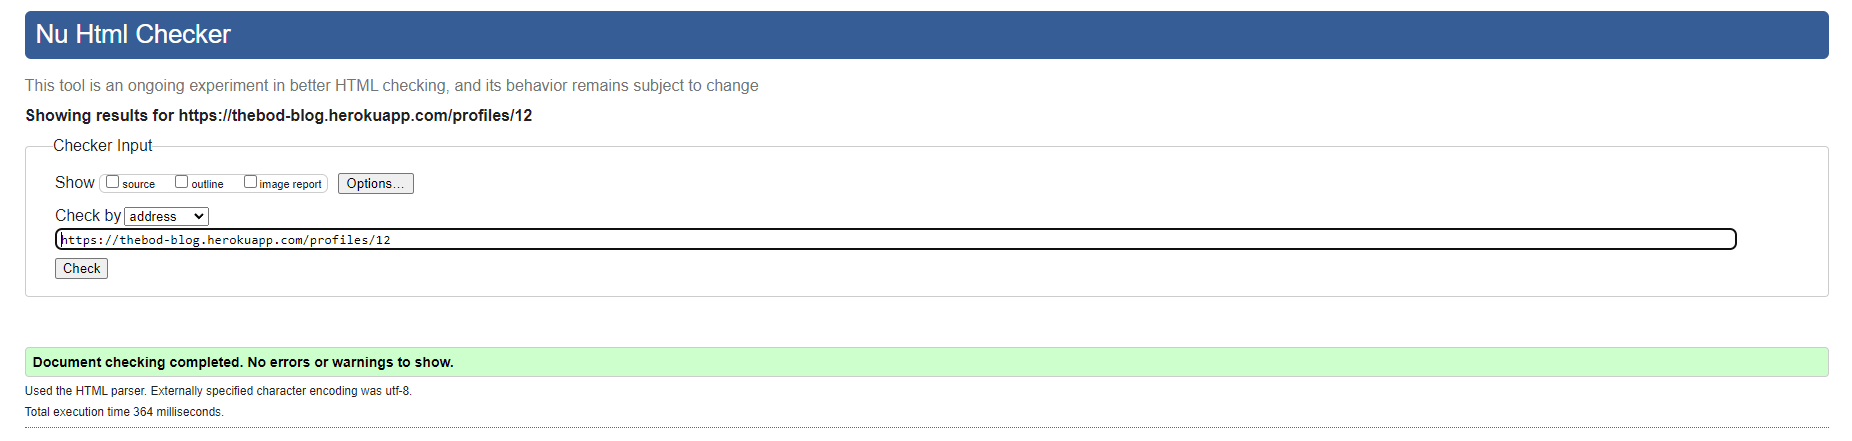 Nu Html Checker
This tool is an ongoing experiment in better HTML checking, and its behavior remains subject to change
Showing results for https://thebod-blog.herokuapp.com/profiles/12
Checker Input
Show source outline image report Options...
Check by address
https://thebod-blog.herokuapp.com/profiles/12
Check
Document checking completed. No errors or warnings to show.
Used the HTML parser. Externally specified character encoding was utf-8.
Total execution time 364 milliseconds.